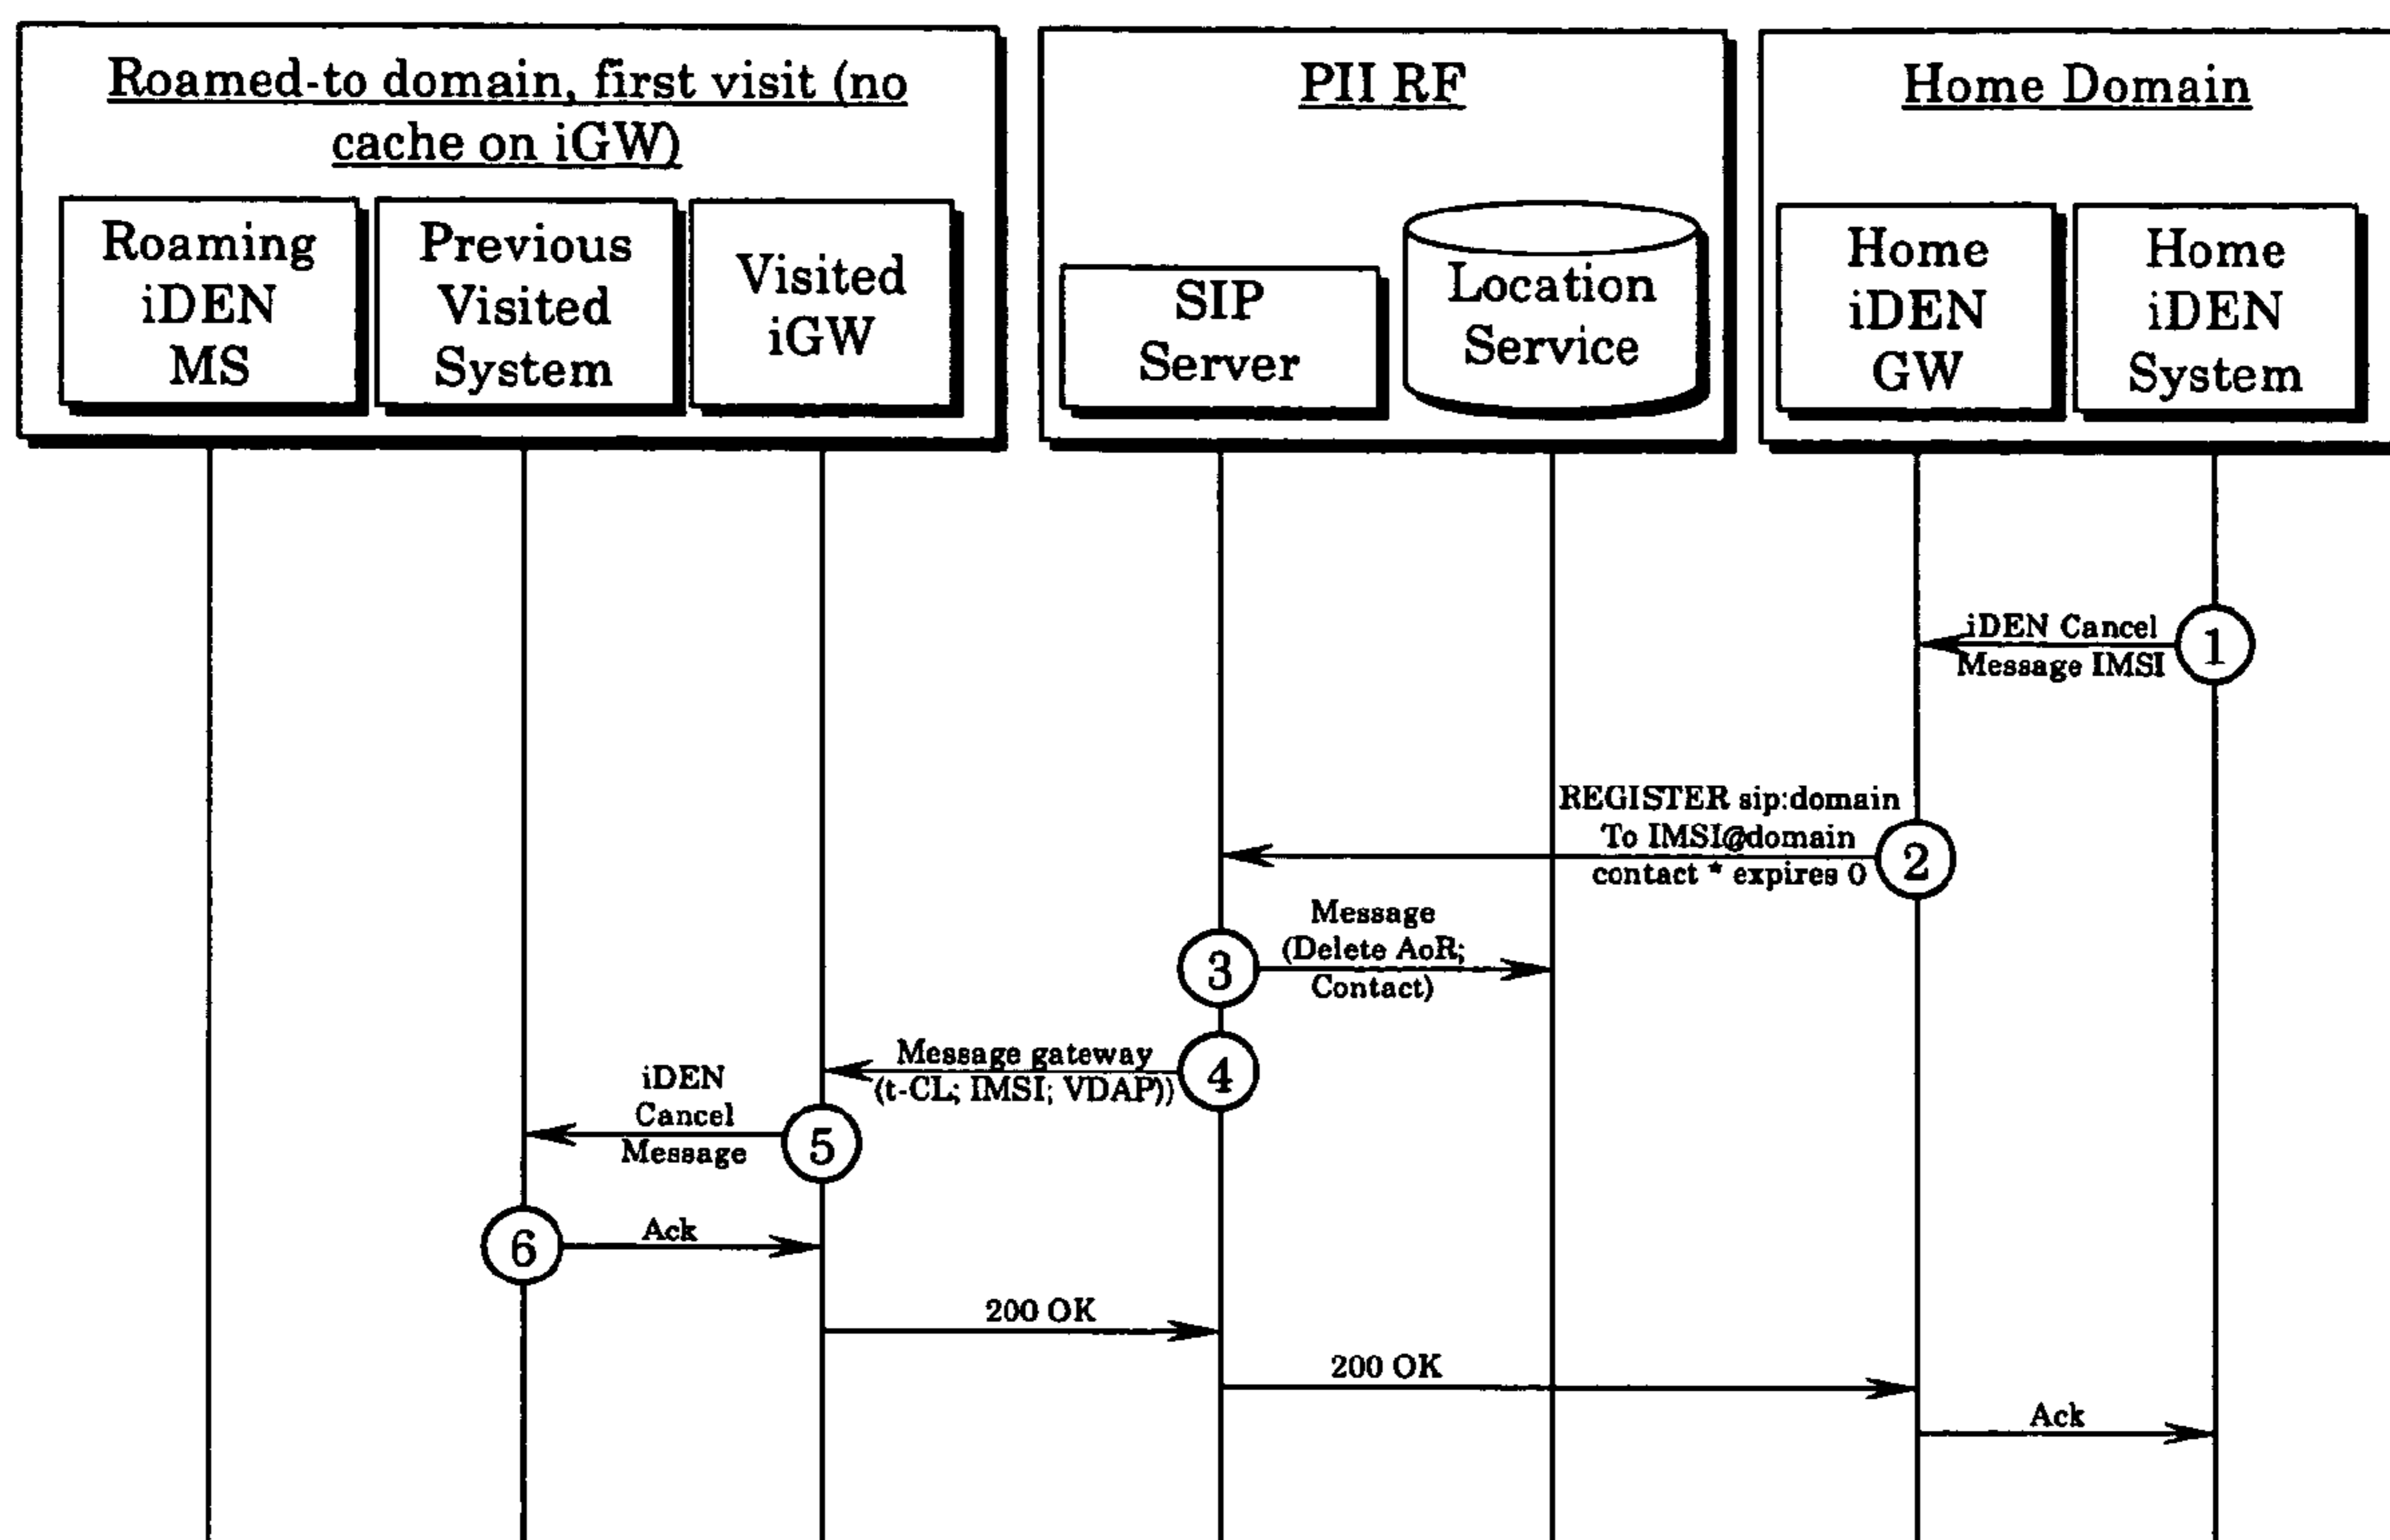 Roamed-to domain, first visit (no
cache on iGW)
Roaming
iDEN
MS
Previous
Visited
System
Visited
iGW
PII RF
SIP
Server
Location
Service
Home Domain
Home
iDEN
GW
Home
iDEN
System
iDEN Cancel
Message IMSI
1
REGISTER sip:domain
To IMSI@domain
contact * expires 0
2
3
Message
(Delete AoR;
Contact)
Message gateway
(t-CL; IMSI; VDAP))
4
iDEN
Cancel
Message
5
6
Ack
200 OK
200 OK
Ack